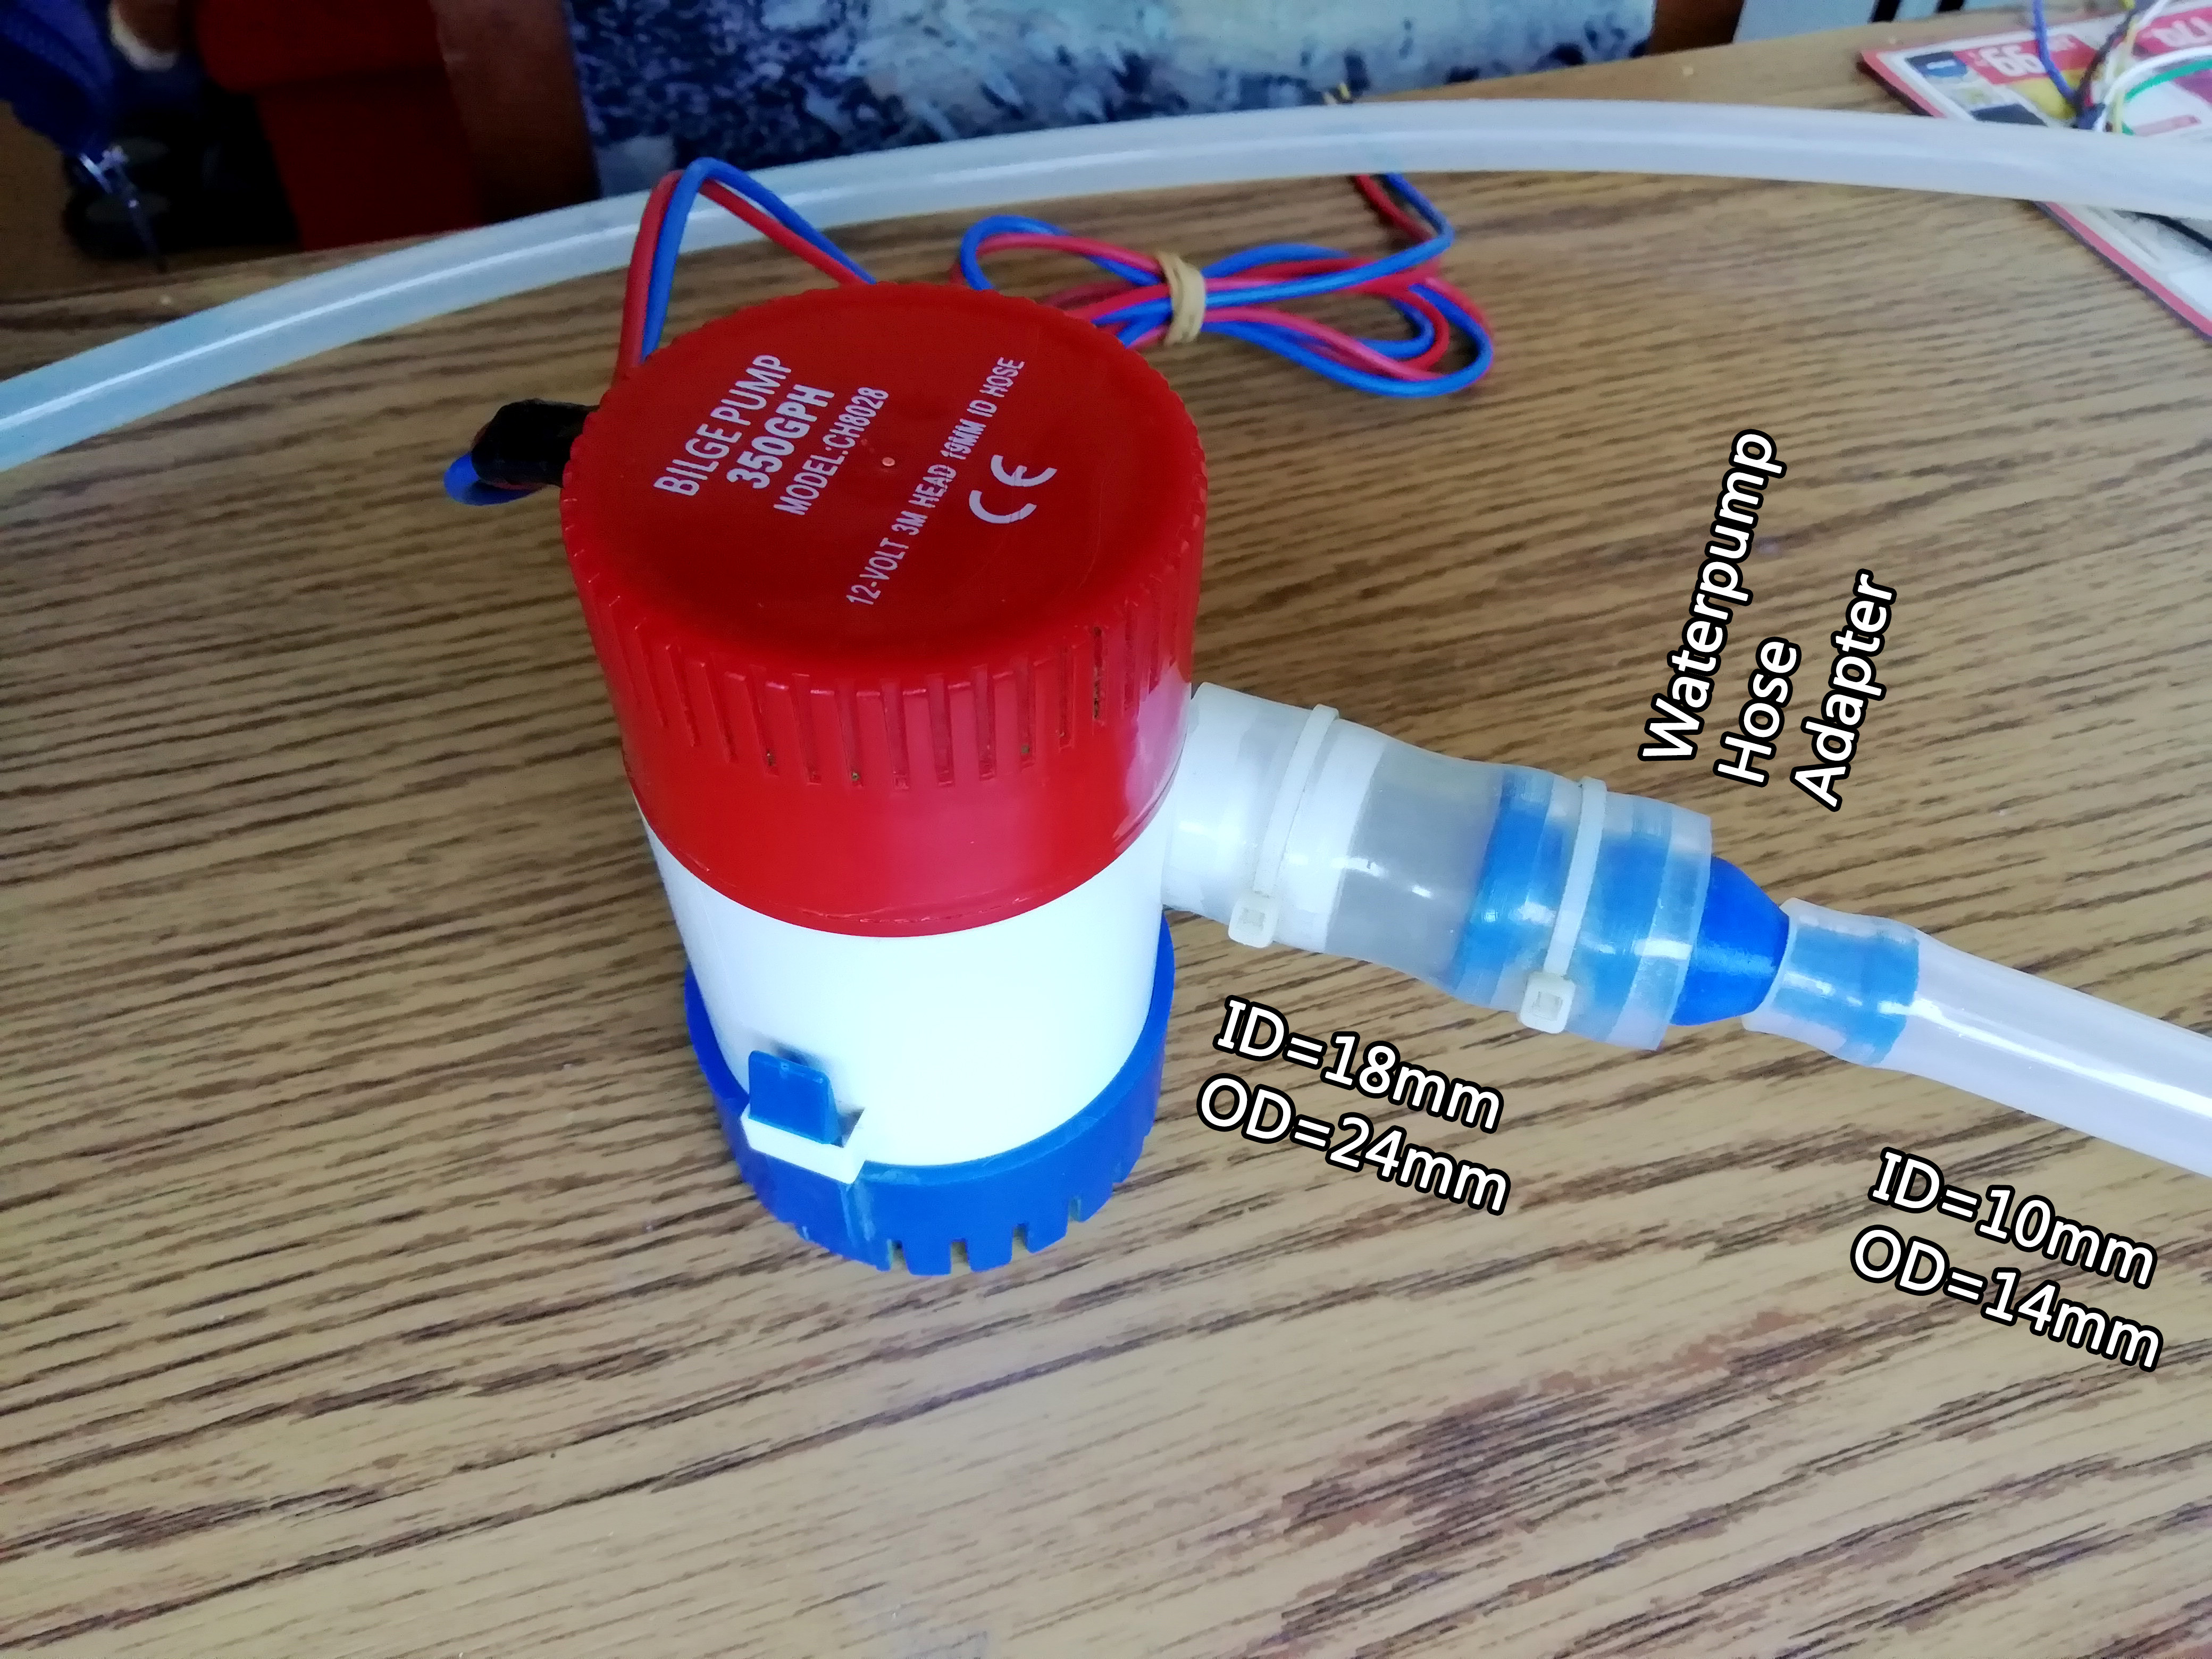 BILGE PUMP
350GPH
MODEL:CH8028
12-VOLT 3M HEAD 19MM ID HOSE
CE
Waterpump
Hose
Adapter
ID=18mm
OD=24mm
ID=10mm
OD=14mm
99